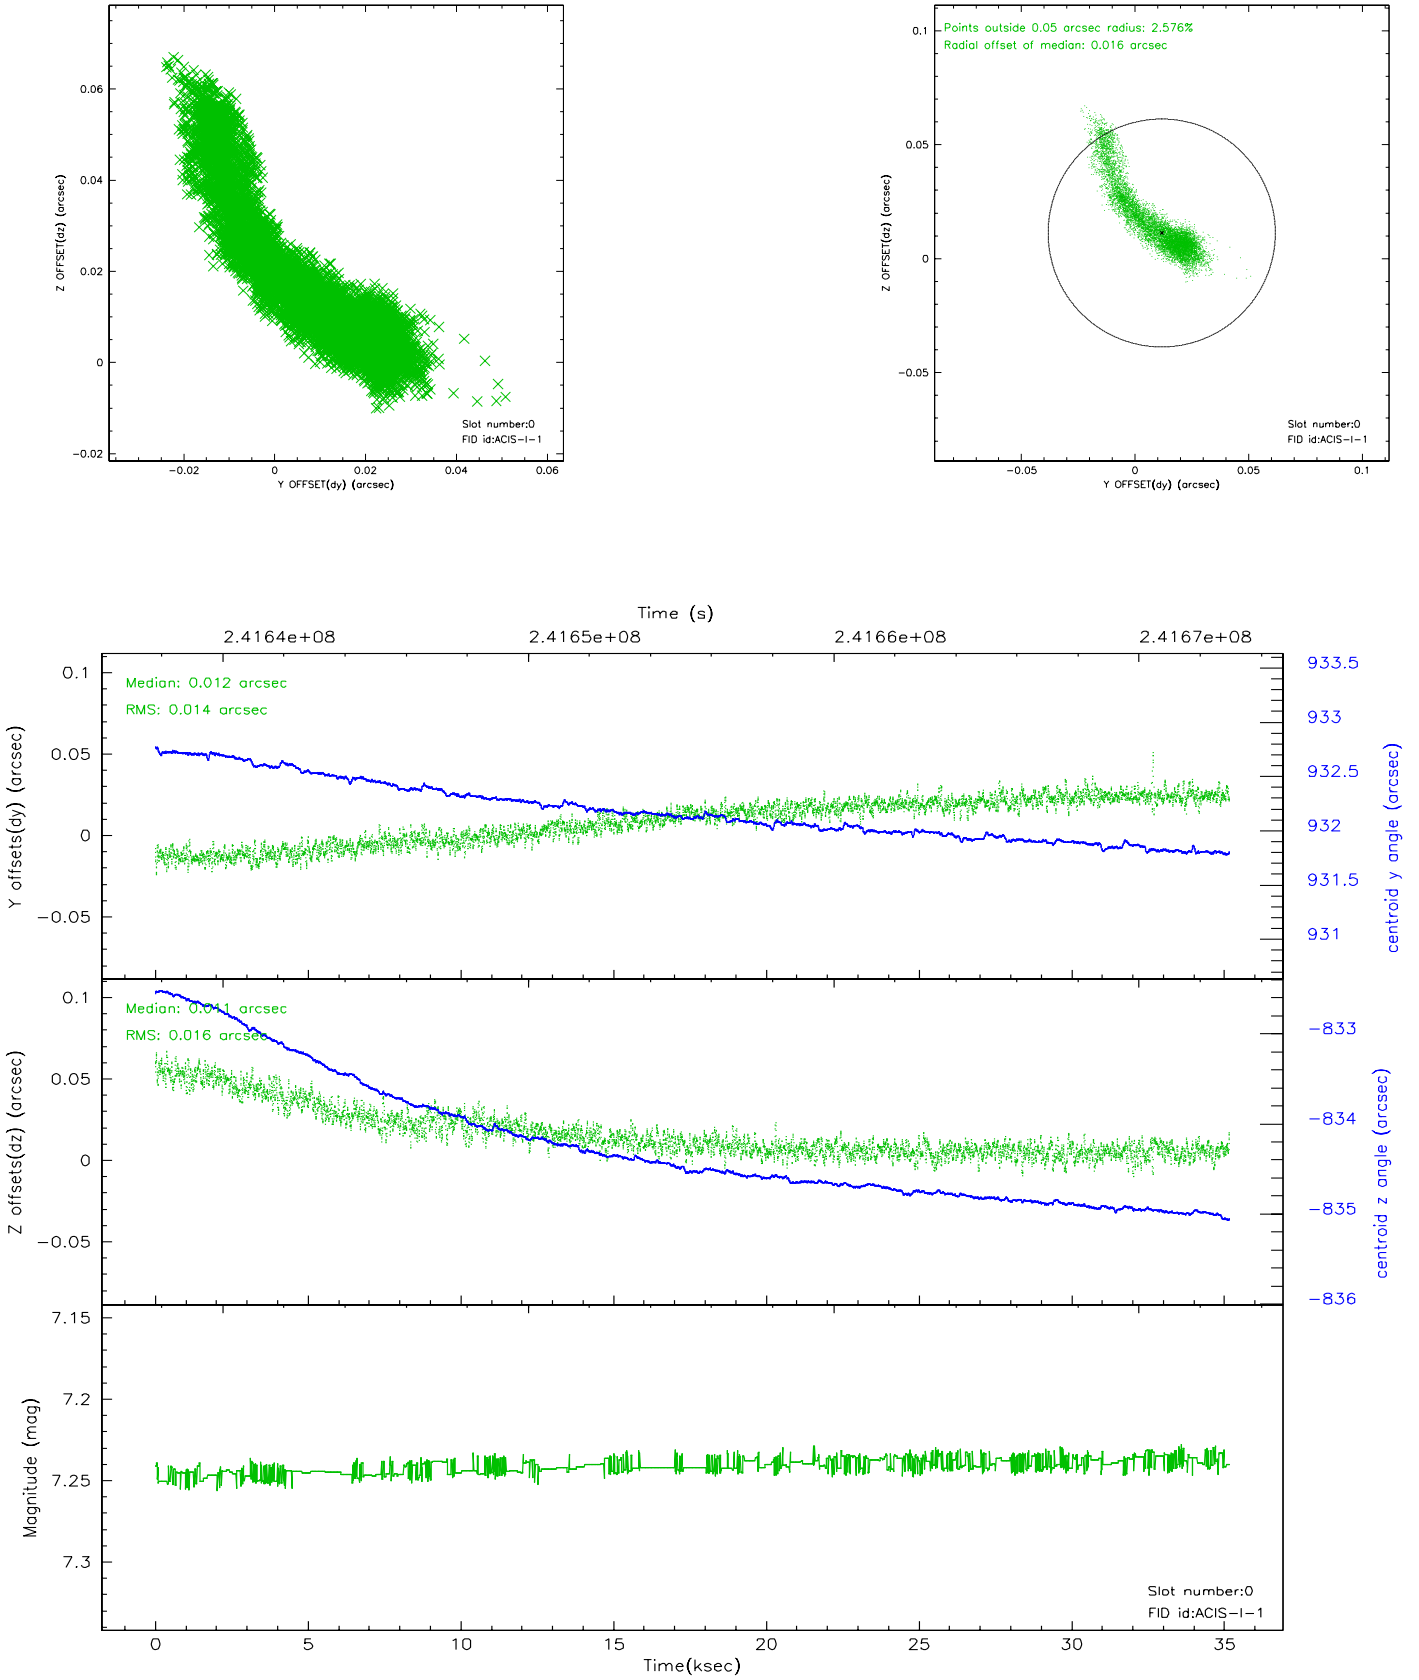 0.06
0.04
0.02
0
−0.02
Z OFFSET(dz) (arcsec)
Slot number:0
FID id:ACIS−I−1
−0.02 0 0.02 0.04 0.06
Y OFFSET(dy) (arcsec)
Points outside 0.05 arcsec radius: 2.576%
Radial offset of median: 0.016 arcsec
0.1
0.05
0
−0.05
Z OFFSET(dz) (arcsec)
Slot number:0
FID id:ACIS−I−1
−0.05 0 0.05 0.1
Y OFFSET(dy) (arcsec)
Time (s)
2.4164e+08 2.4165e+08 2.4166e+08 2.4167e+08
Median: 0.012 arcsec
RMS: 0.014 arcsec
0.1
0.05
0
−0.05
Y offsets(dy) (arcsec)
933.5
933
932.5
932
931.5
931
centroid y angle (arcsec)
Median: 0.011 arcsec
RMS: 0.016 arcsec
0.1
0.05
0
−0.05
Z offsets(dz) (arcsec)
−833
−834
−835
−836
centroid z angle (arcsec)
7.15
7.2
7.25
7.3
Magnitude (mag)
Slot number:0
FID id:ACIS−I−1
0 5 10 15 20 25 30 35
Time(ksec)